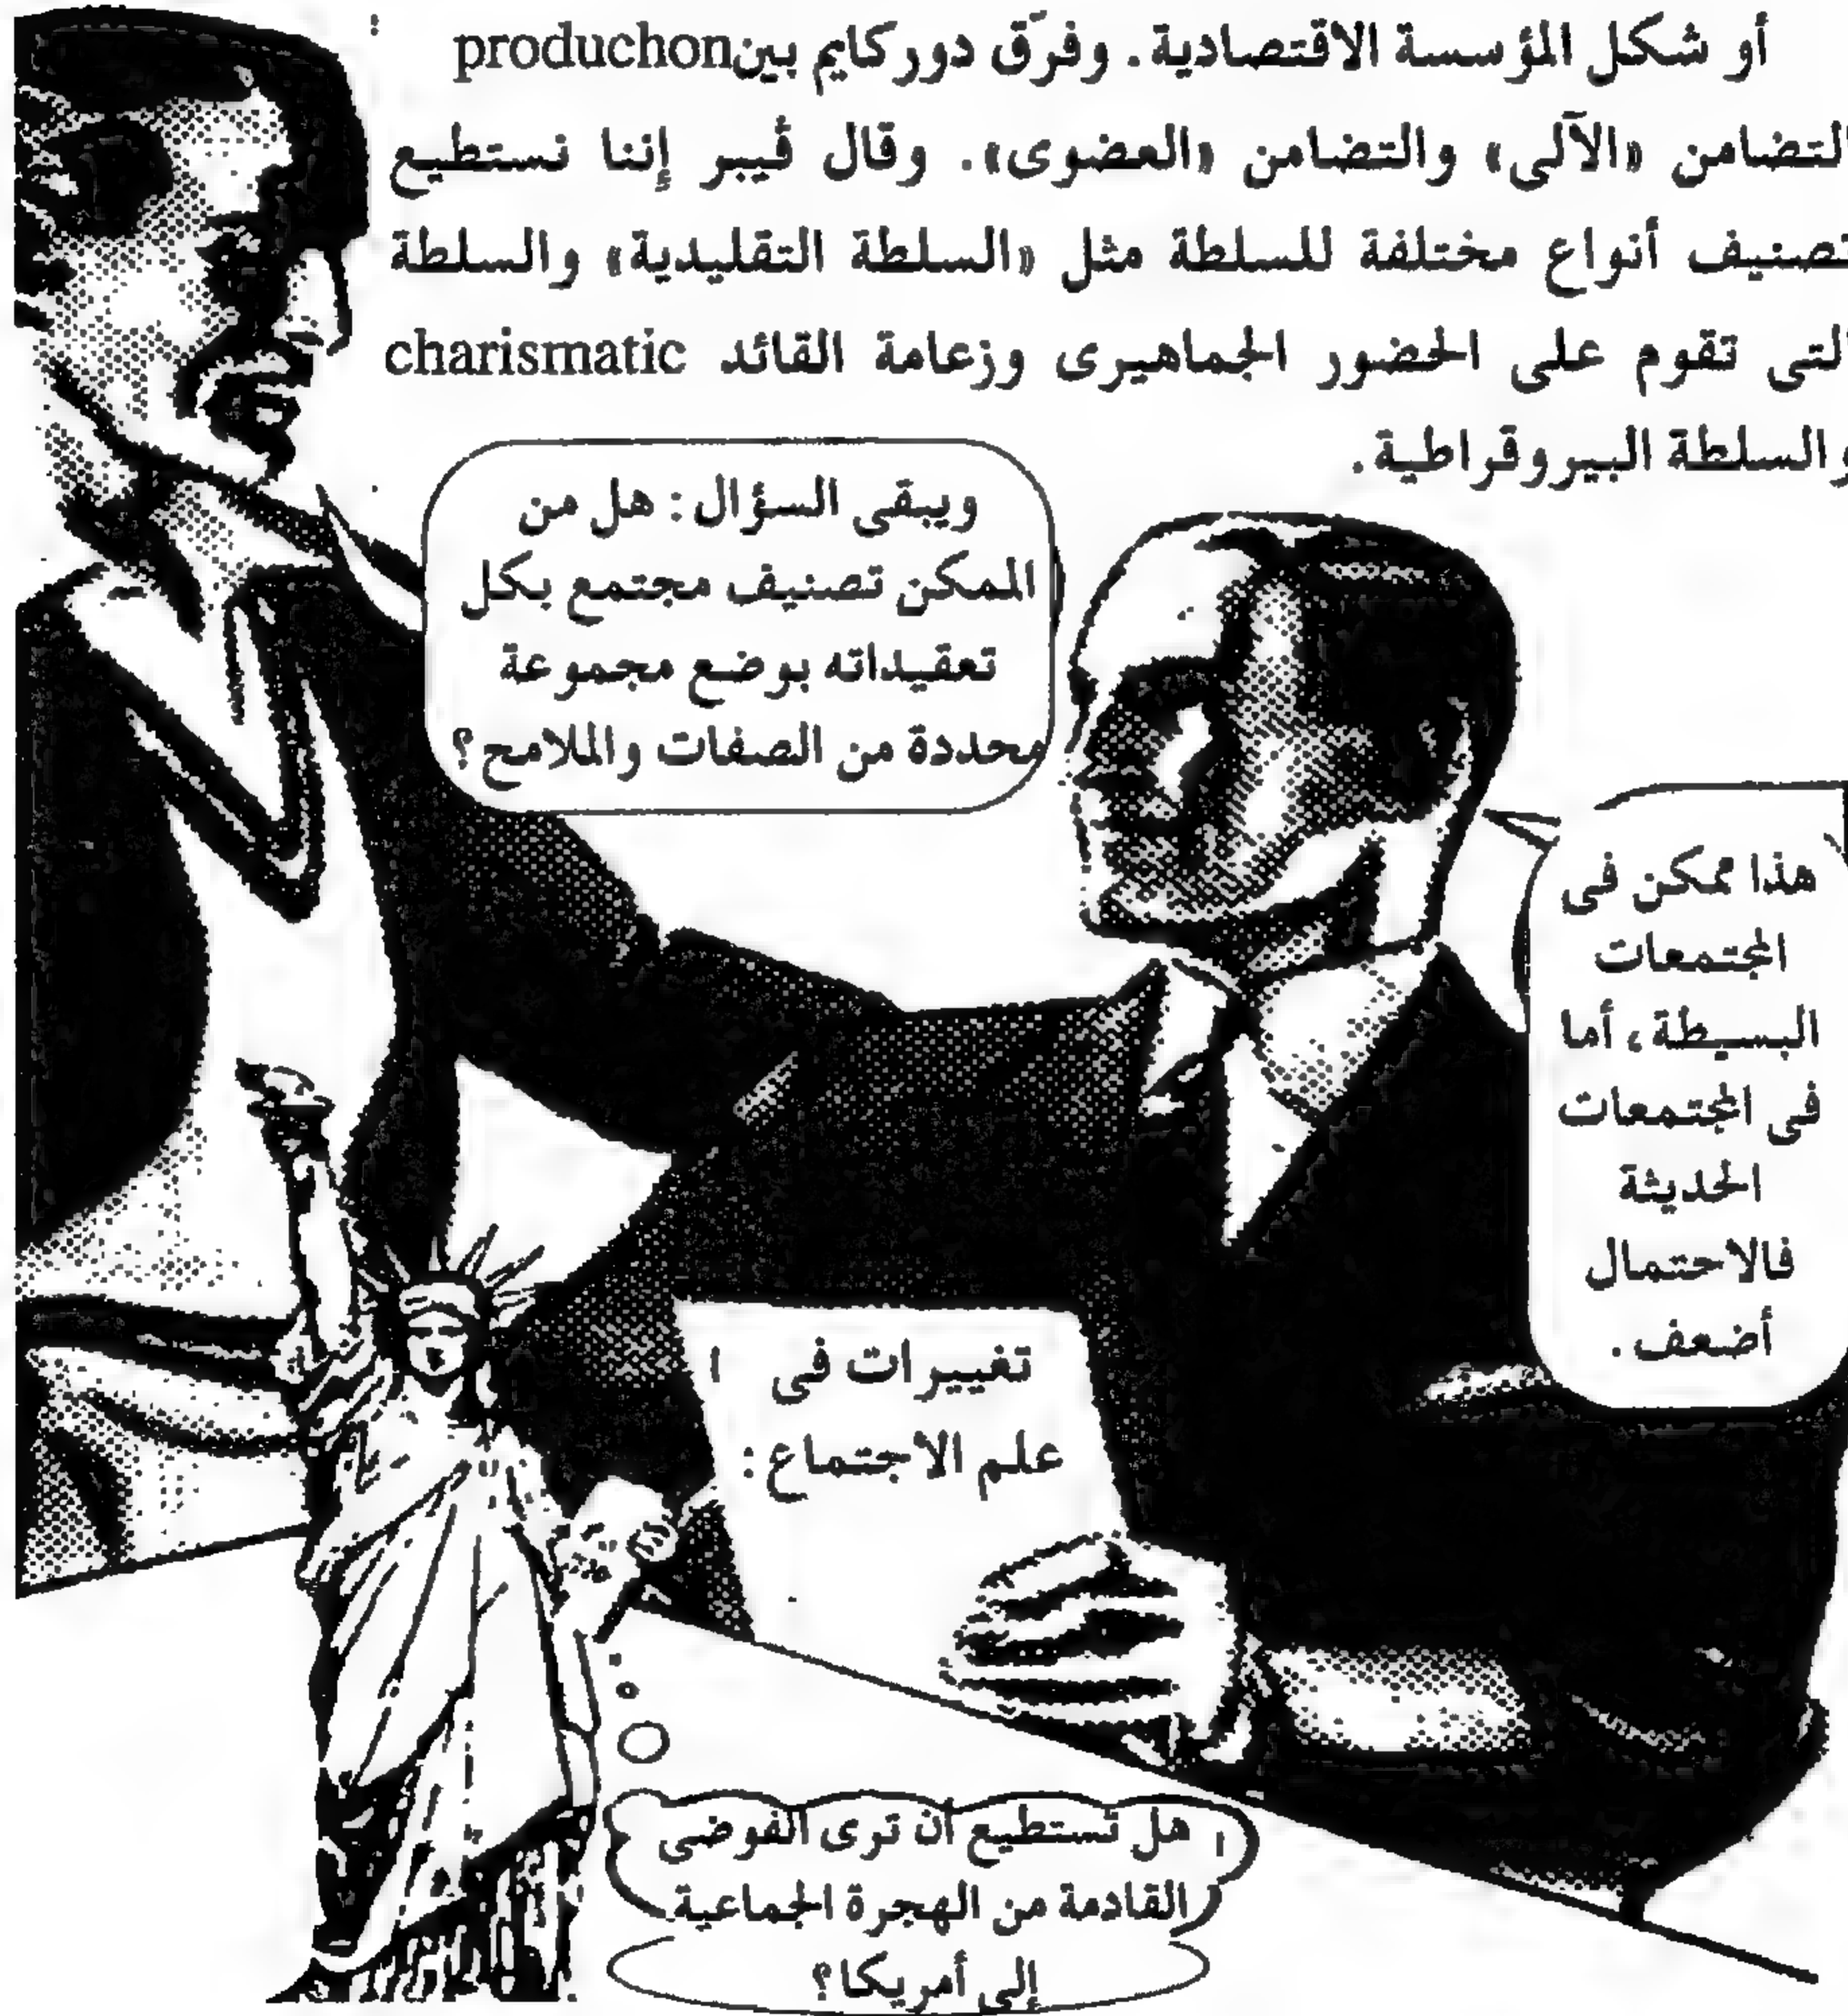 أو شكل المؤسسة الاقتصادية. وفرّق دوركايم بين produchon
التضامن «الآلى» والتضامن «العضوى». وقال ڤيبر إننا نستطيع
تصنيف أنواع مختلفة للسلطة مثل «السلطة التقليدية» والسلطة
التى تقوم على الحضور الجماهيرى وزعامة القائد charismatic
والسلطة البيروقراطية.
ويبقى السؤال: هل من
الممكن تصنيف مجتمع بكل
تعقيداته بوضع مجموعة
محددة من الصفات والملامح؟
هذا ممكن فى
المجتمعات
البسيطة، أما
فى المجتمعات
الحديثة
فالاحتمال
أضعف.
تغييرات فى
علم الاجتماع:
هل تستطيع أن ترى الفوضى
القادمة من الهجرة الجماعية
إلى أمريكا؟